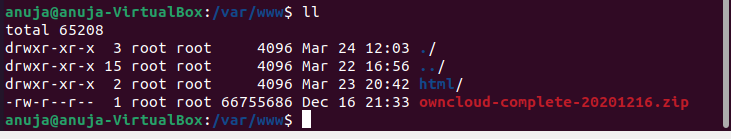 anuja@anuja-VirtualBox:/var/www$ ll
total 65208
drwxr-xr-x  3 root root     4096 Mar 24 12:03 ./
drwxr-xr-x 15 root root     4096 Mar 22 16:56 ../
drwxr-xr-x  2 root root     4096 Mar 23 20:42 html/
-rw-r--r--  1 root root 66755686 Dec 16 21:33 owncloud-complete-20201216.zip
anuja@anuja-VirtualBox:/var/www$